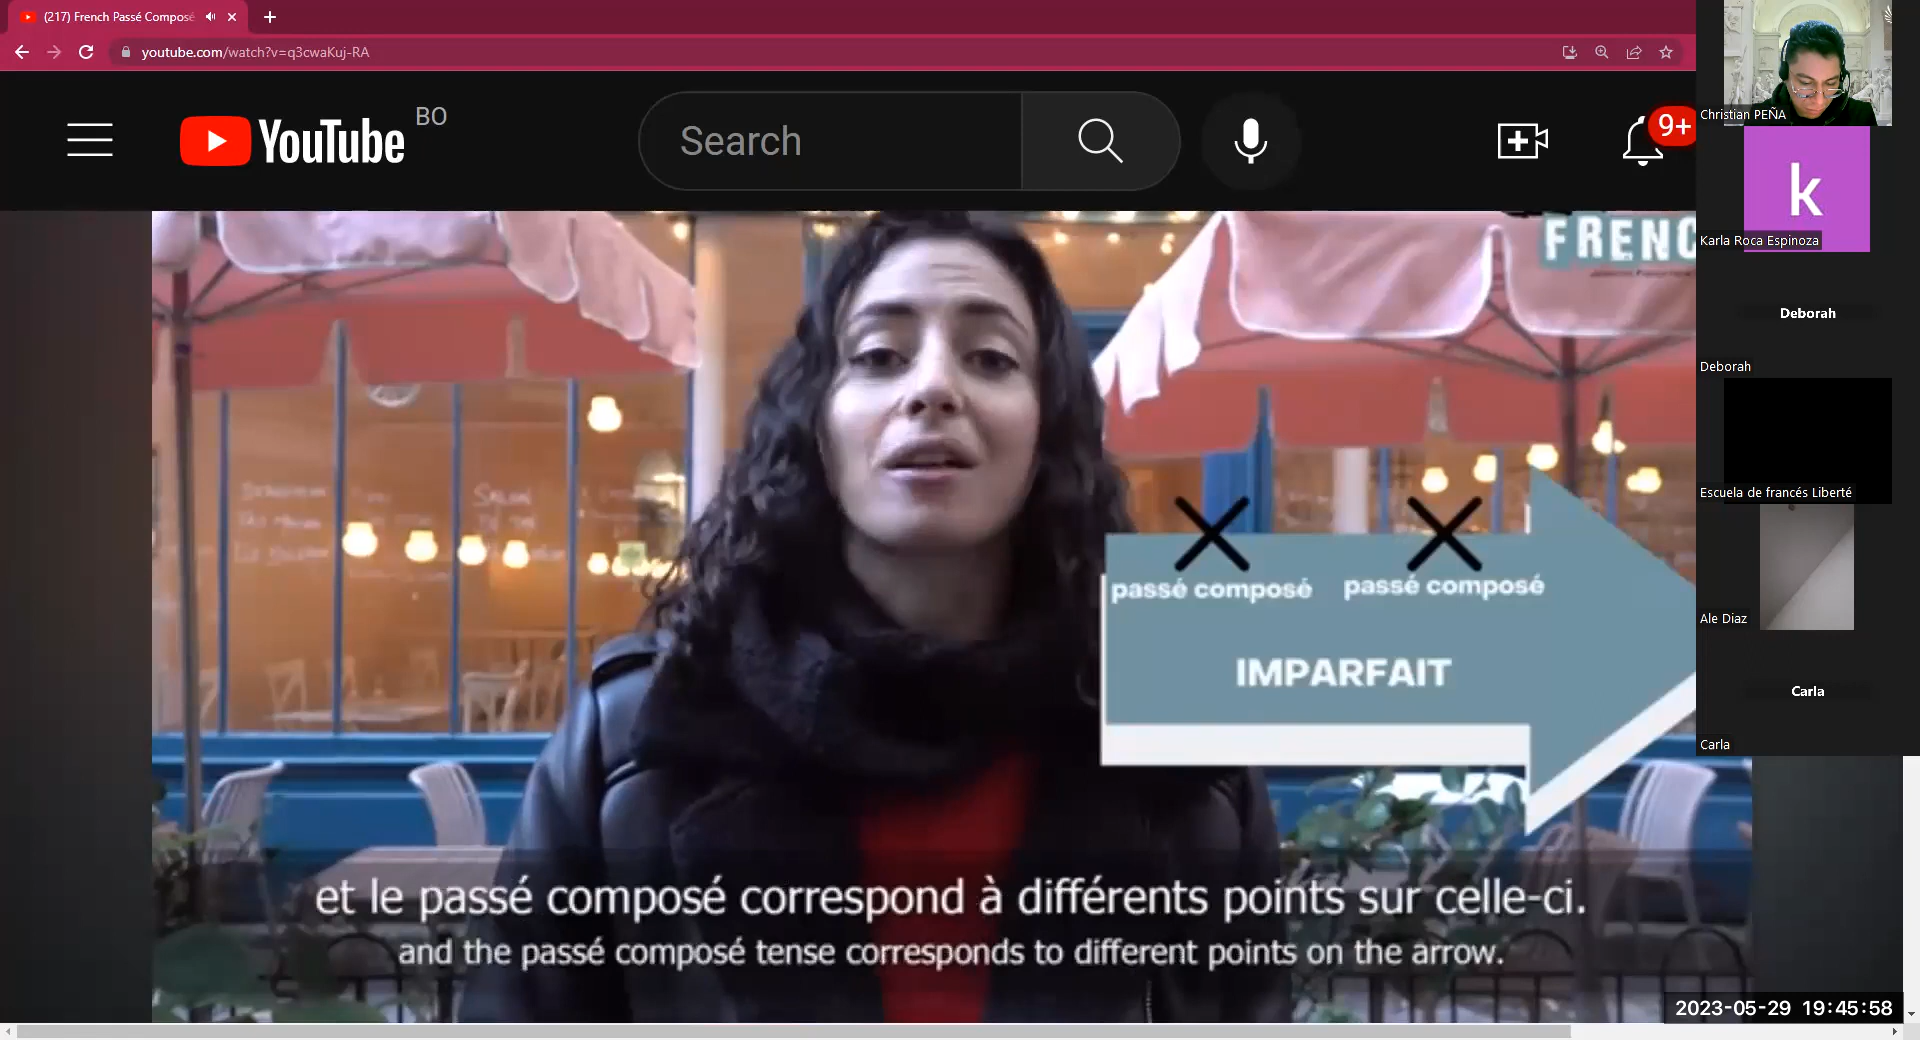 (217) French Passé Composé
youtube.com/watch?v=q3cwaKuj-RA
YouTube BO
Search
9+
FRENC
passé composé passé composé
IMPARFAIT
et le passé composé correspond à différents points sur celle-ci.
and the passé composé tense corresponds to different points on the arrow.
Christian PEÑA
k
Karla Roca Espinoza
Deborah
Deborah
Escuela de francés Liberté
Ale Diaz
Carla
Carla
2023-05-29 19:45:58